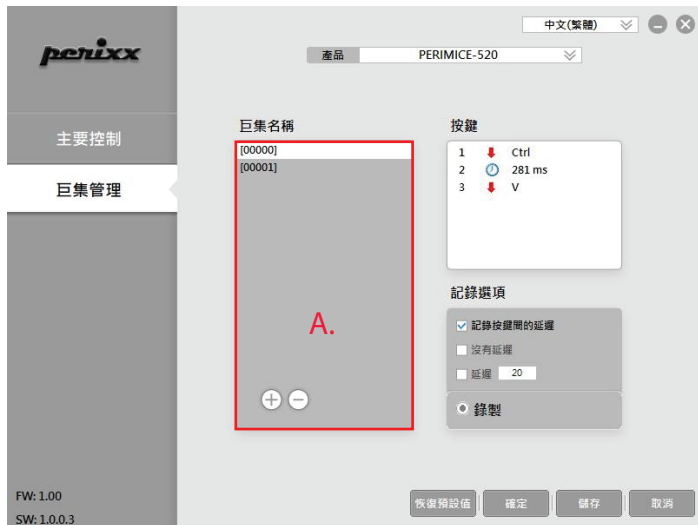 中文(繁體)
perixx
產品 PERIMICE-520
主要控制
巨集管理
巨集名稱
[00000]
[00001]
A.
按鍵
1 Ctrl
2 281 ms
3 V
記錄選項
記錄按鍵間的延遲
沒有延遲
延遲 20
錄製
FW: 1.00
SW: 1.0.0.3
恢復預設值 確定 儲存 取消